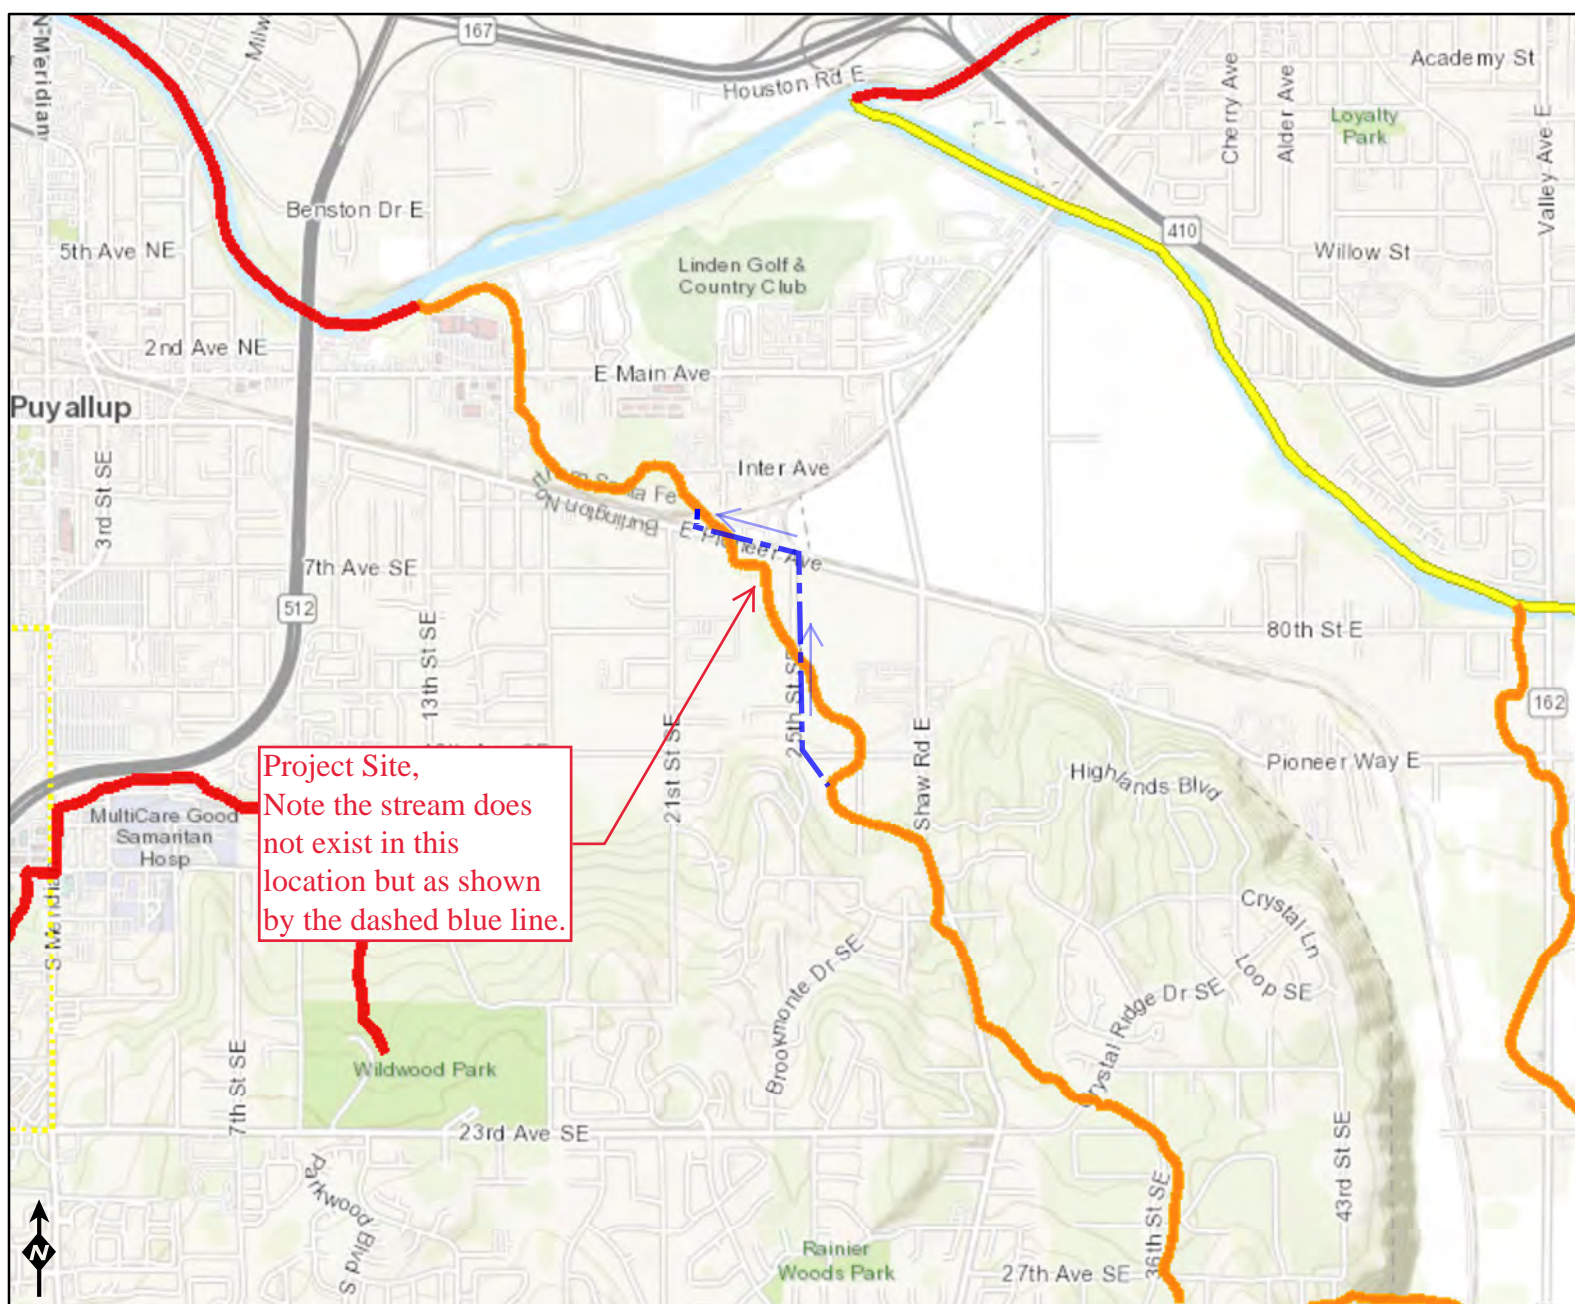 N Meridian
Milw
167
Houston Rd E
Academy St
Cherry Ave
Alder Ave
Loyalty
Park
Valley Ave E
Benston Dr E
5th Ave NE
410
Willow St
Linden Golf &
Country Club
2nd Ave NE
E Main Ave
Puyallup
3rd St SE
Inter Ave
Santa Fe
Burlington No
E Pioneer Ave
7th Ave SE
512
13th St SE
80th St E
162
25th St SE
21st St SE
Shaw Rd E
Pioneer Way E
Highlands Blvd
Project Site,
Note the stream does
not exist in this
location but as shown
by the dashed blue line.
MultiCare Good
Samaritan
Hosp
S Meridia
Crystal Ln
Loop SE
Brookmonte Dr SE
Crystal Ridge Dr SE
7th St SE
Wildwood Park
23rd Ave SE
43rd St SE
36th St SE
Parkwood Blvd S
Rainier
Woods Park
27th Ave SE
N